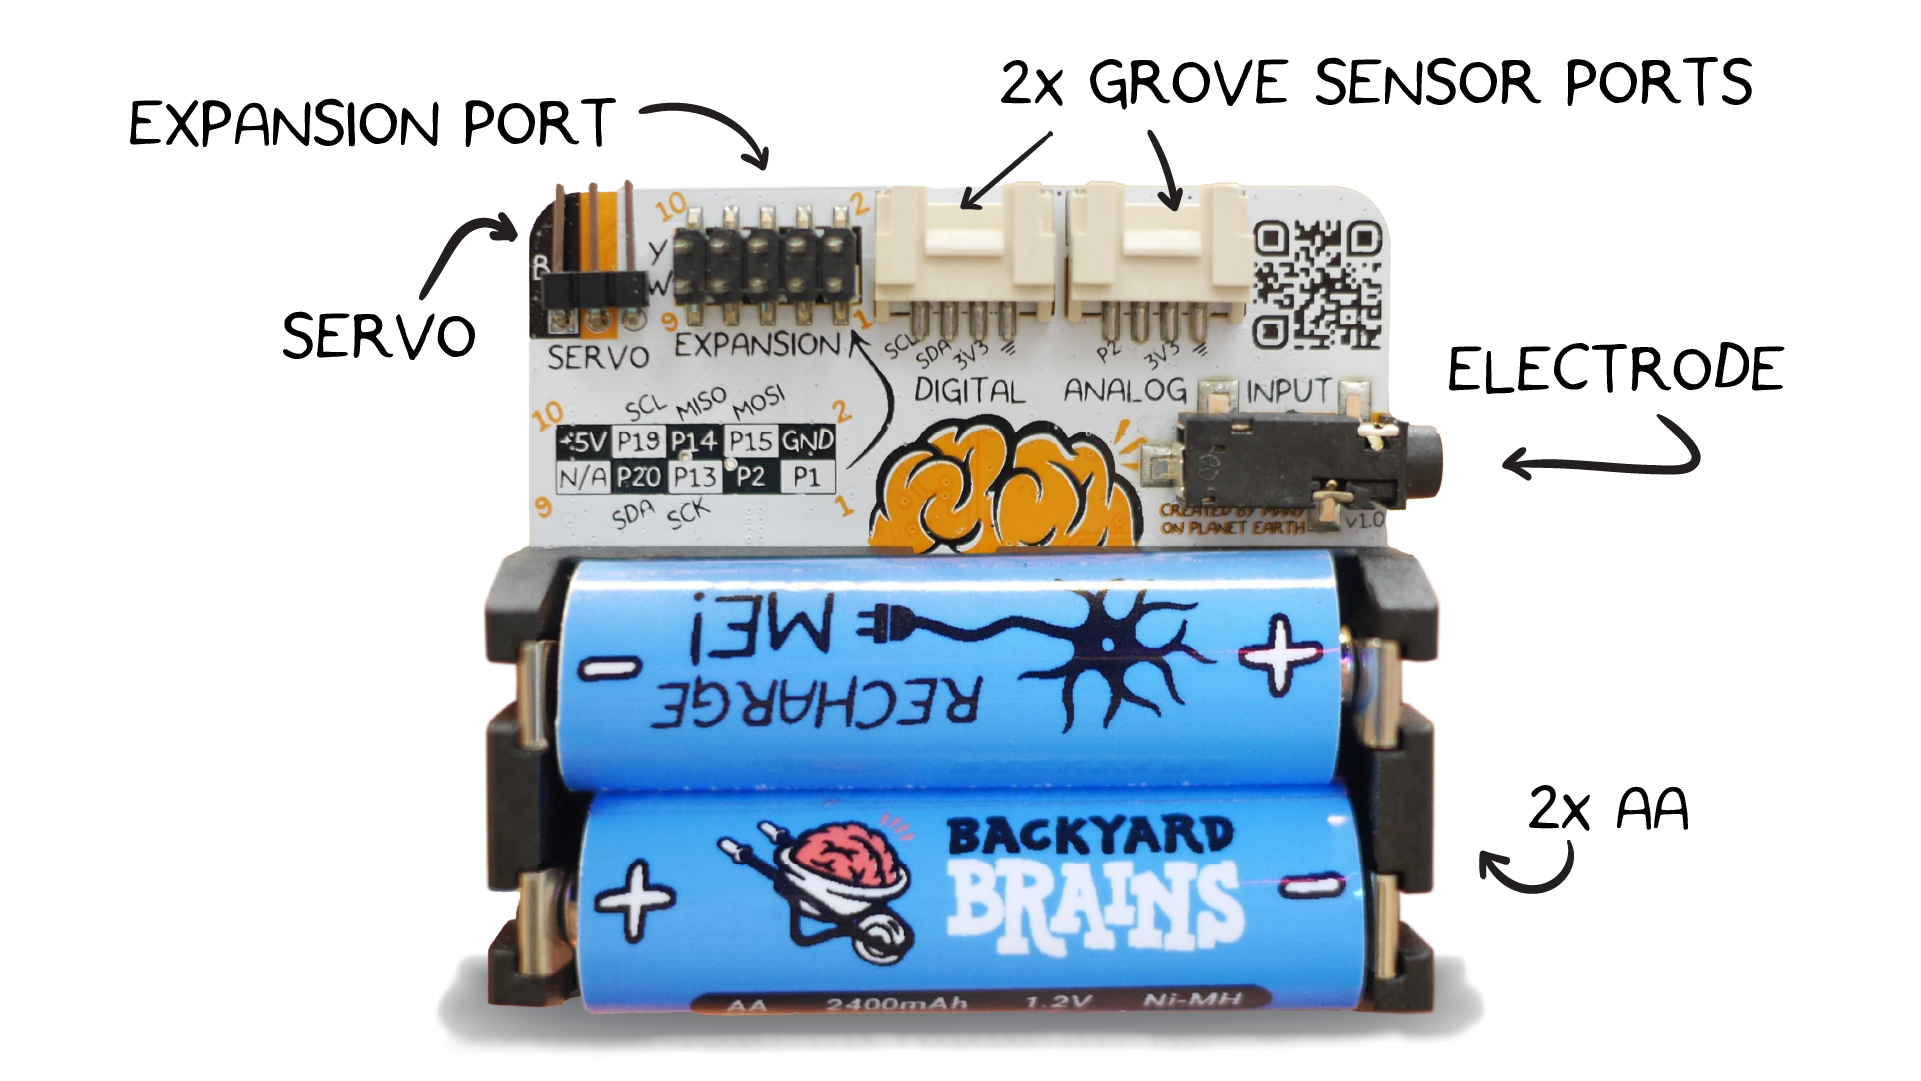 2x GROVE SENSOR PORTS
EXPANSION PORT
SERVO
ELECTRODE
2x AA
10 2
Y
W
9 1
B
SERVO
EXPANSION
SCL SDA 3V3
DIGITAL
P2 3V3
ANALOG
INPUT
10 SCL MISO MOSI 2
+5V P19 P14 P15 GND
N/A P20 P13 P2 P1
9 SDA SCK 1
CREATED BY MANY
ON PLANET EARTH
v1.0
RECHARGE
ME!
- +
+ -
BACKYARD
BRAINS
AA 2400mAh 1.2V Ni-MH